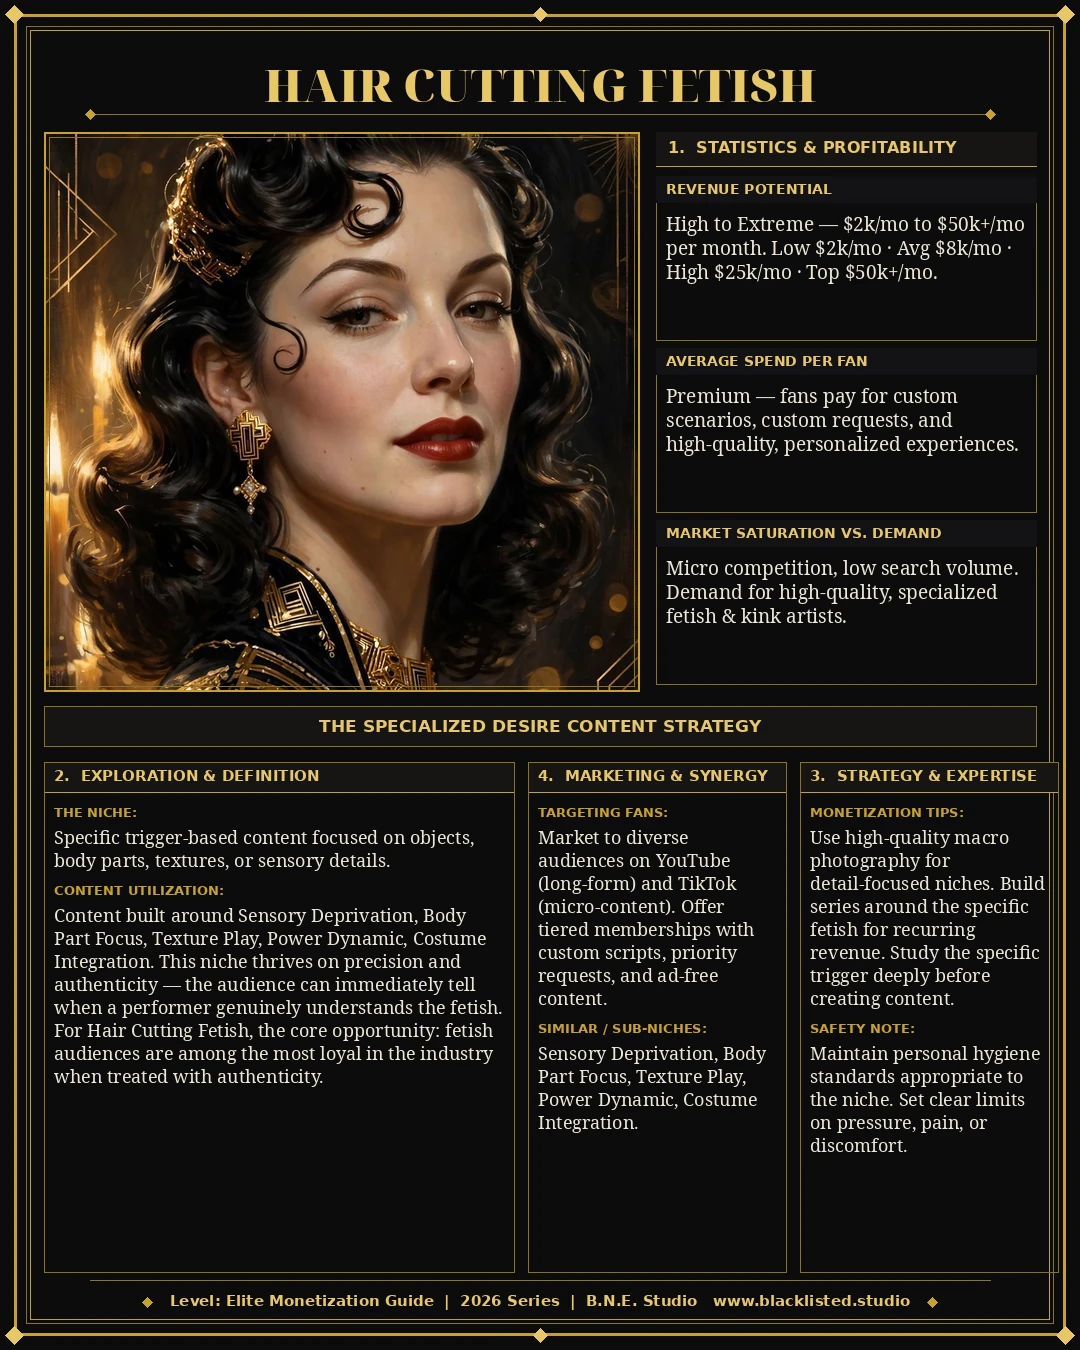 HAIR CUTTING FETISH
1. STATISTICS & PROFITABILITY
REVENUE POTENTIAL
High to Extreme — $2k/mo to $50k+/mo
per month. Low $2k/mo · Avg $8k/mo ·
High $25k/mo · Top $50k+/mo.
AVERAGE SPEND PER FAN
Premium — fans pay for custom
scenarios, custom requests, and
high-quality, personalized experiences.
MARKET SATURATION VS. DEMAND
Micro competition, low search volume.
Demand for high-quality, specialized
fetish & kink artists.
THE SPECIALIZED DESIRE CONTENT STRATEGY
2. EXPLORATION & DEFINITION
THE NICHE:
Specific trigger-based content focused on objects,
body parts, textures, or sensory details.
CONTENT UTILIZATION:
Content built around Sensory Deprivation, Body
Part Focus, Texture Play, Power Dynamic, Costume
Integration. This niche thrives on precision and
authenticity — the audience can immediately tell
when a performer genuinely understands the fetish.
For Hair Cutting Fetish, the core opportunity: fetish
audiences are among the most loyal in the industry
when treated with authenticity.
4. MARKETING & SYNERGY
TARGETING FANS:
Market to diverse
audiences on YouTube
(long-form) and TikTok
(micro-content). Offer
tiered memberships with
custom scripts, priority
requests, and ad-free
content.
SIMILAR / SUB-NICHES:
Sensory Deprivation, Body
Part Focus, Texture Play,
Power Dynamic, Costume
Integration.
3. STRATEGY & EXPERTISE
MONETIZATION TIPS:
Use high-quality macro
photography for
detail-focused niches. Build
series around the specific
fetish for recurring
revenue. Study the specific
trigger deeply before
creating content.
SAFETY NOTE:
Maintain personal hygiene
standards appropriate to
the niche. Set clear limits
on pressure, pain, or
discomfort.
Level: Elite Monetization Guide | 2026 Series | B.N.E. Studio www.blacklisted.studio